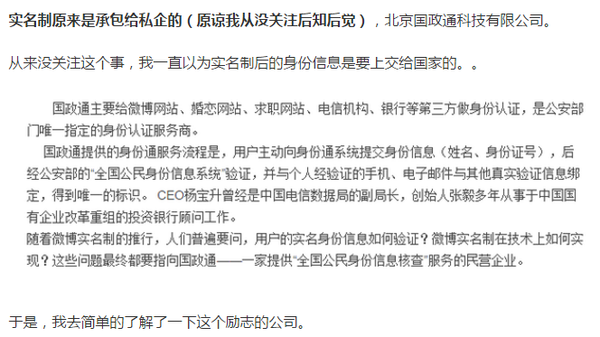 实名制原来是承包给私企的（原谅我从没关注后知后觉），北京国政通科技有限公司。
从来没关注这个事，我一直以为实名制后的身份信息是要上交给国家的。。
国政通主要给微博网站、婚恋网站、求职网站、电信机构、银行等第三方做身份认证，是公安部
门唯一指定的身份认证服务商。
国政通提供的身份通服务流程是，用户主动向身份通系统提交身份信息（姓名、身份证号），后
经公安部的“全国公民身份信息系统”验证，并与个人经验证的手机、电子邮件与其他真实验证信息绑
定，得到唯一的标识。 CEO杨宝升曾经是中国电信数据局的副局长，创始人张毅多年从事于中国国
有企业改革重组的投资银行顾问工作。
随着微博实名制的推行，人们普遍要问，用户的实名身份信息如何验证？微博实名制在技术上如何实
现？这些问题最终都要指向国政通——一家提供“全国公民身份信息核查”服务的民营企业。
于是，我去简单的了解了一下这个励志的公司。